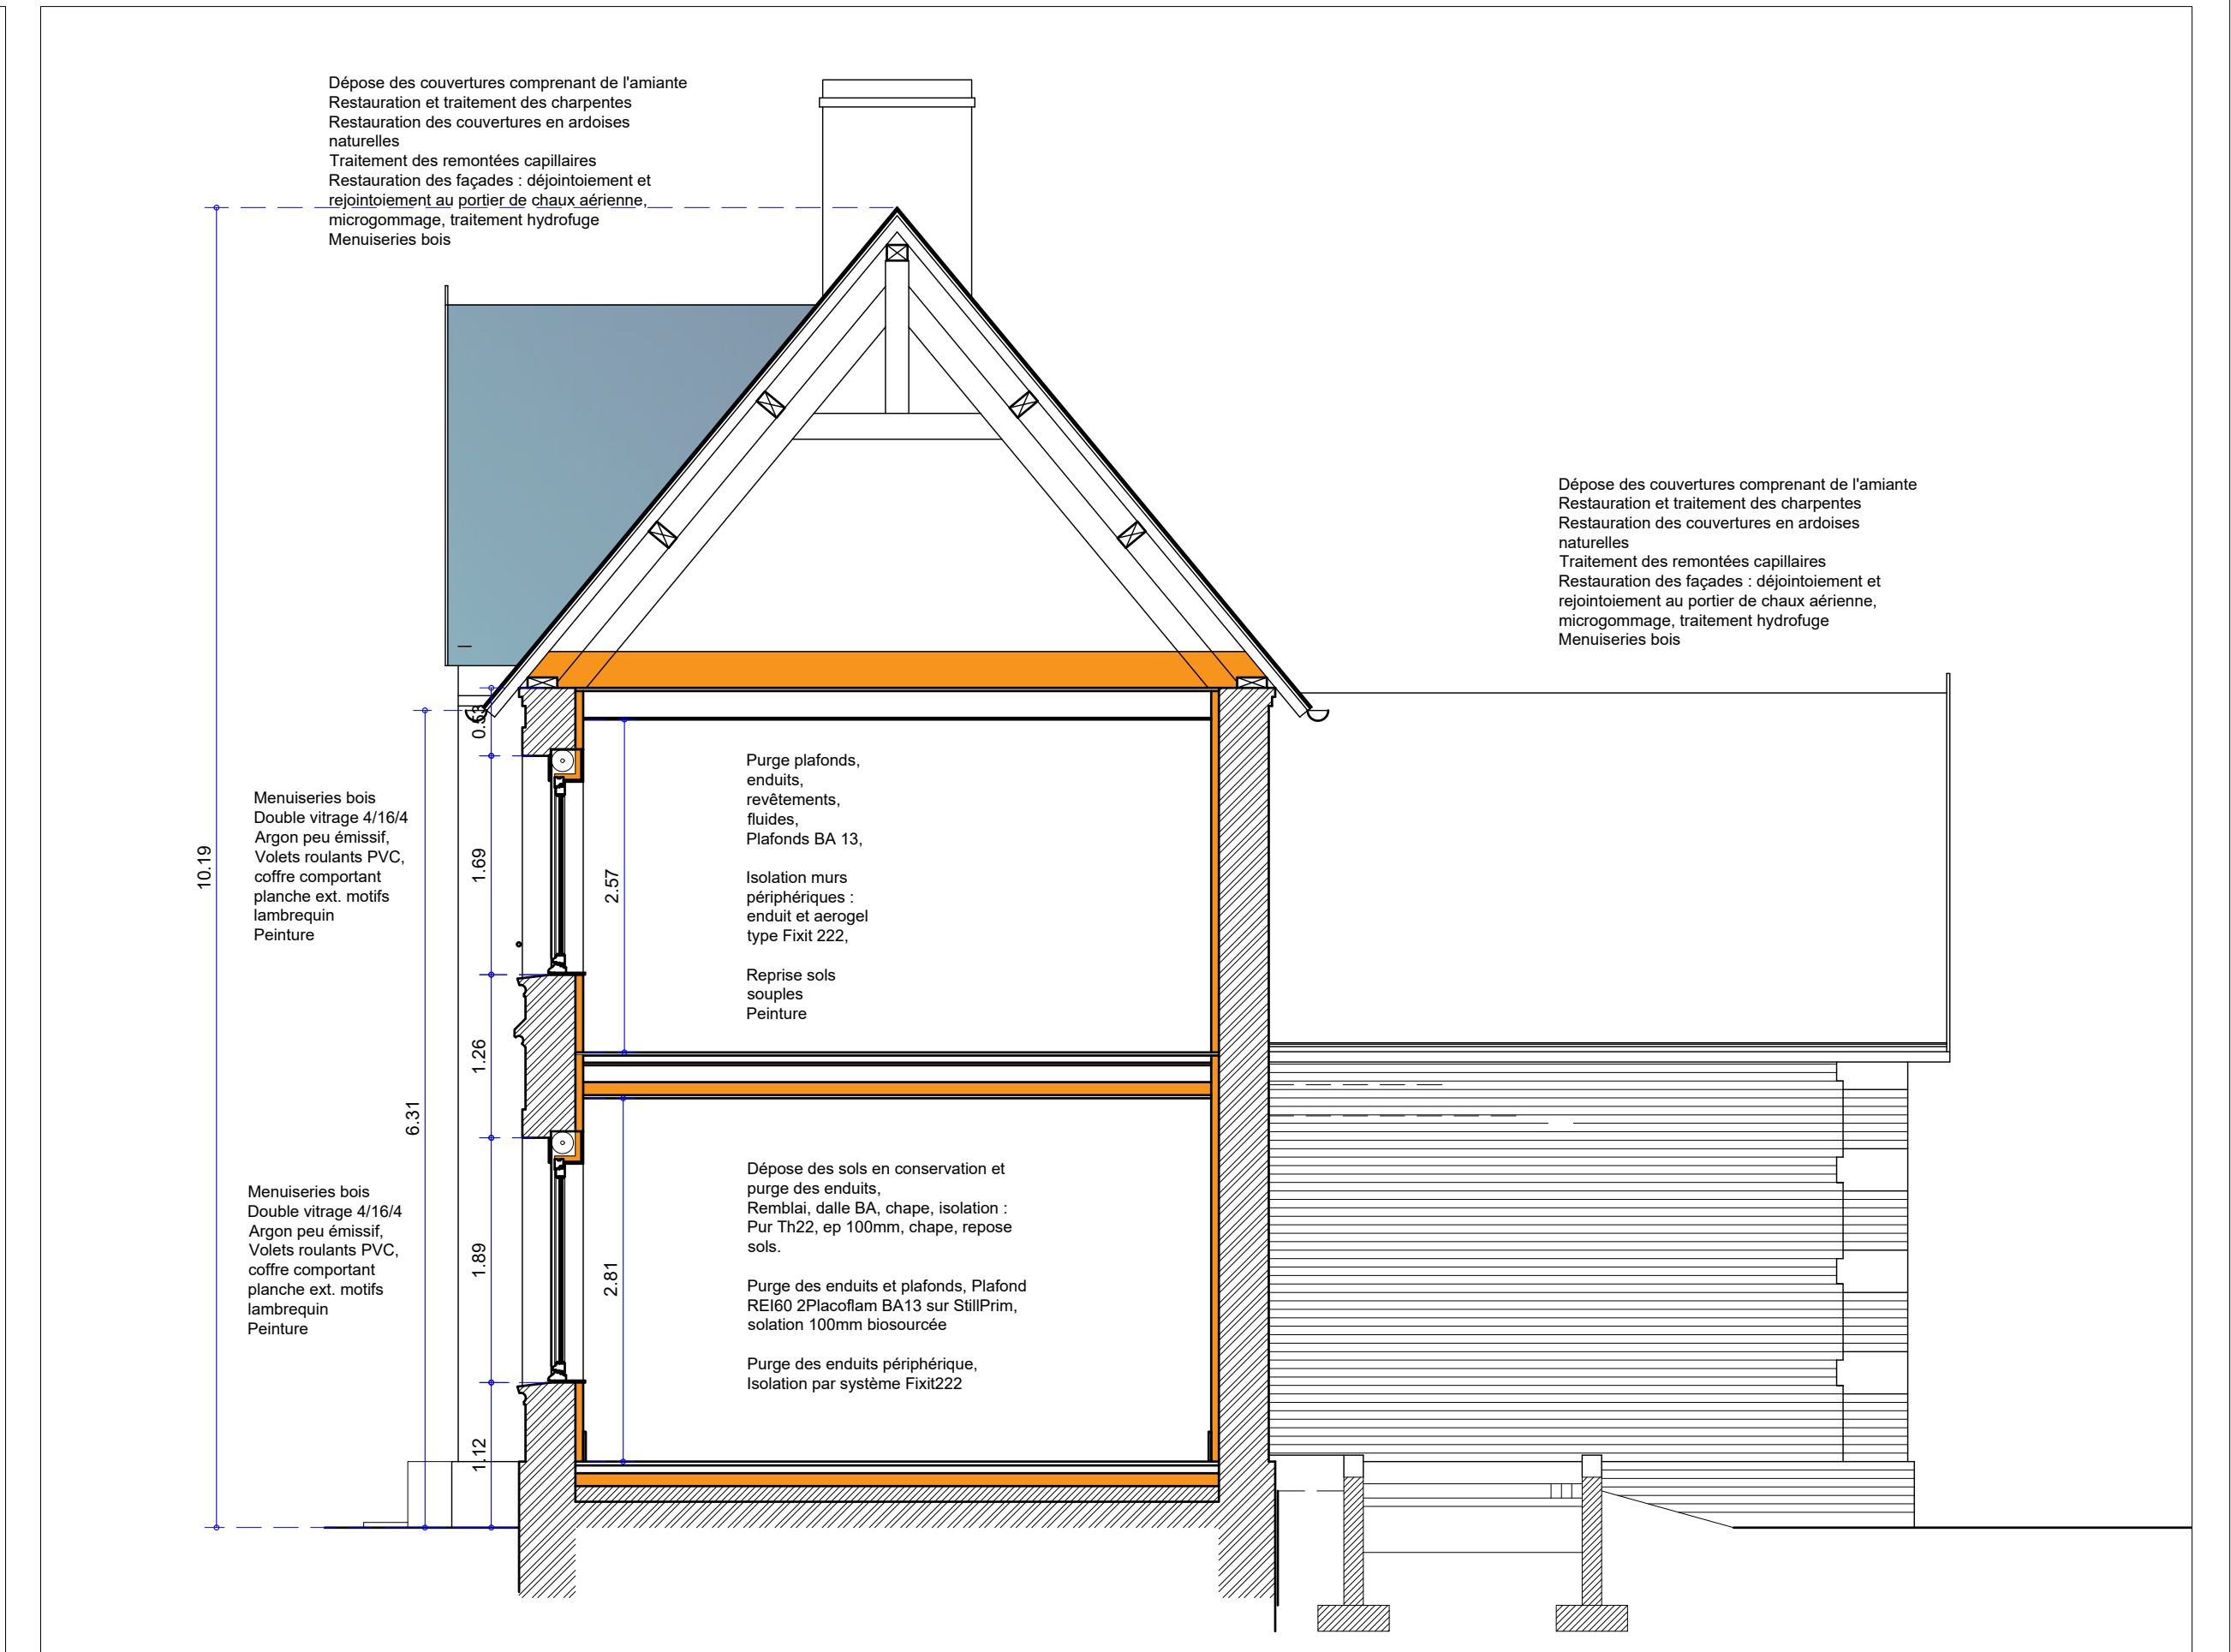 Dépose des couvertures comprenant de l'amiante
Restauration et traitement des charpentes
Restauration des couvertures en ardoises
naturelles
Traitement des remontées capillaires
Restauration des façades : déjointoiement et
rejointoiement au portier de chaux aérienne,
microgommage, traitement hydrofuge
Menuiseries bois
Dépose des couvertures comprenant de l'amiante
Restauration et traitement des charpentes
Restauration des couvertures en ardoises
naturelles
Traitement des remontées capillaires
Restauration des façades : déjointoiement et
rejointoiement au portier de chaux aérienne,
microgommage, traitement hydrofuge
Menuiseries bois
10.19
6.31
0.53
1.69
1.26
1.89
1.12
2.57
2.81
Menuiseries bois
Double vitrage 4/16/4
Argon peu émissif,
Volets roulants PVC,
coffre comportant
planche ext. motifs
lambrequin
Peinture
Purge plafonds,
enduits,
revêtements,
fluides,
Plafonds BA 13,
Isolation murs
périphériques :
enduit et aerogel
type Fixit 222,
Reprise sols
souples
Peinture
Menuiseries bois
Double vitrage 4/16/4
Argon peu émissif,
Volets roulants PVC,
coffre comportant
planche ext. motifs
lambrequin
Peinture
Dépose des sols en conservation et
purge des enduits,
Remblai, dalle BA, chape, isolation :
Pur Th22, ep 100mm, chape, repose
sols.
Purge des enduits et plafonds, Plafond
REI60 2Placoflam BA13 sur StillPrim,
solation 100mm biosourcée
Purge des enduits périphérique,
Isolation par système Fixit222